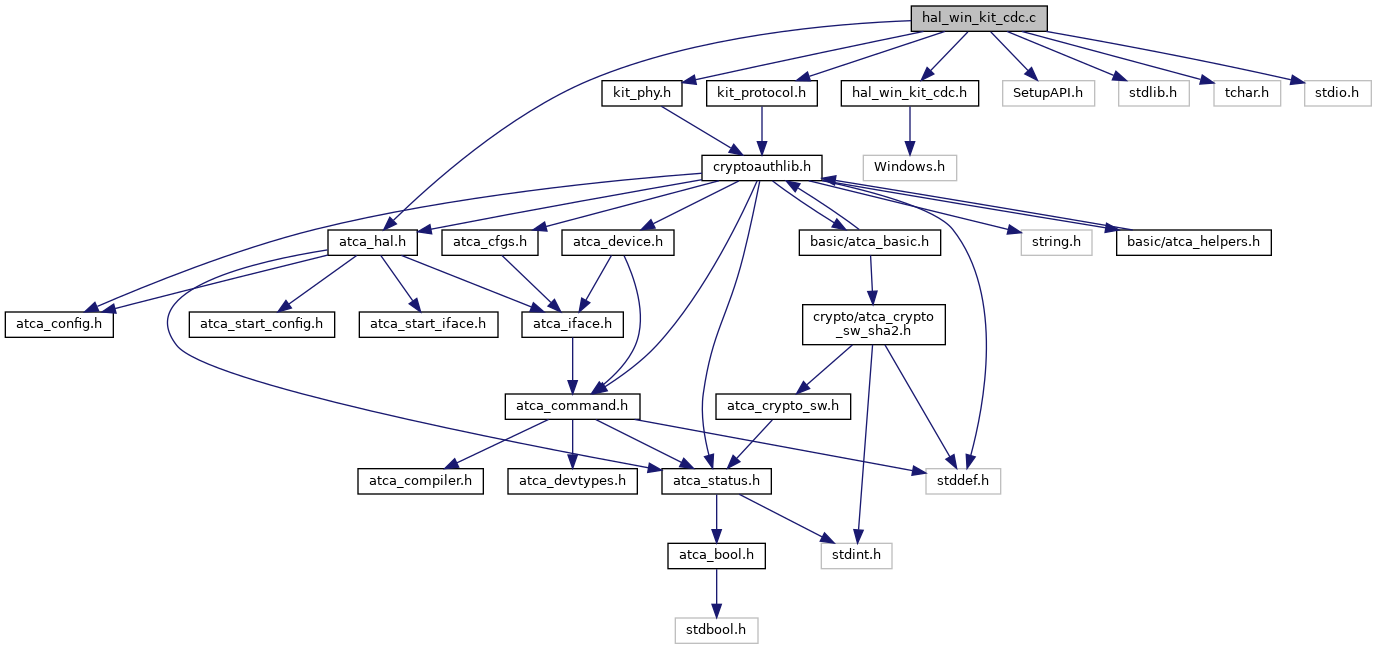 hal_win_kit_cdc.c
kit_phy.h
kit_protocol.h
hal_win_kit_cdc.h
SetupAPI.h
stdlib.h
tchar.h
stdio.h
cryptoauthlib.h
Windows.h
atca_hal.h
atca_cfgs.h
atca_device.h
basic/atca_basic.h
string.h
basic/atca_helpers.h
atca_config.h
atca_start_config.h
atca_start_iface.h
atca_iface.h
crypto/atca_crypto
_sw_sha2.h
atca_command.h
atca_crypto_sw.h
atca_compiler.h
atca_devtypes.h
atca_status.h
stddef.h
atca_bool.h
stdint.h
stdbool.h